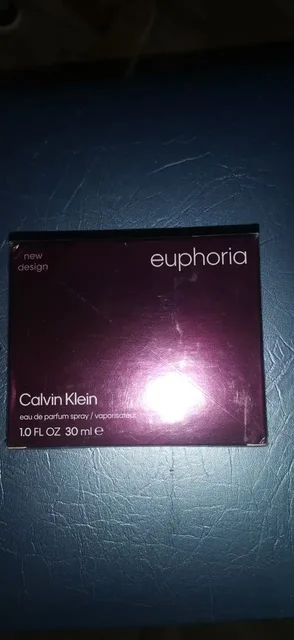 new
design
euphoria
Calvin Klein
eau de parfum spray / vaporisateur
1.0 FL OZ 30 ml ℮